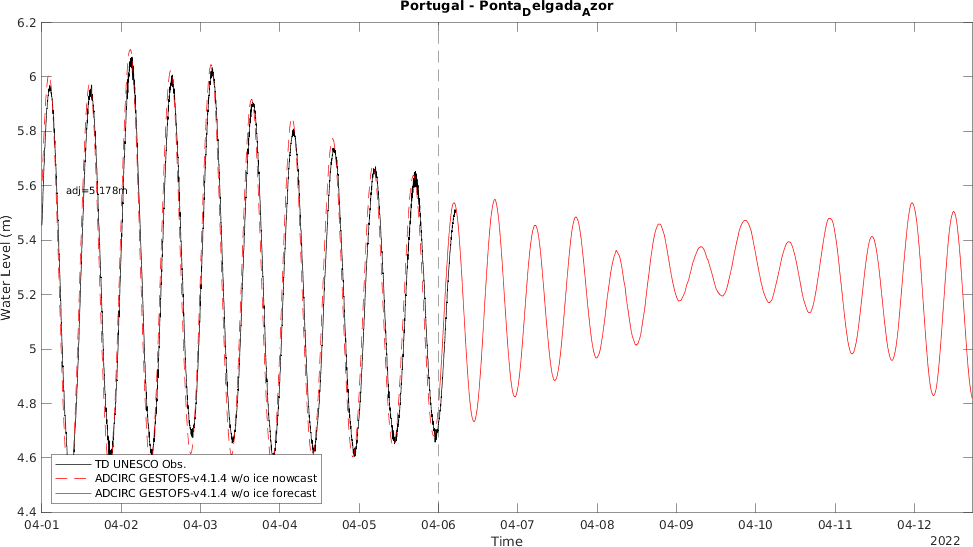 Portugal - PontaDelgadaAzor
6.2
6
5.8
5.6
5.4
5.2
5
4.8
4.6
4.4
Water Level (m)
adj=5.178m
TD UNESCO Obs.
ADCIRC GESTOFS-v4.1.4 w/o ice nowcast
ADCIRC GESTOFS-v4.1.4 w/o ice forecast
04-01 04-02 04-03 04-04 04-05 04-06 04-07 04-08 04-09 04-10 04-11 04-12
Time
2022